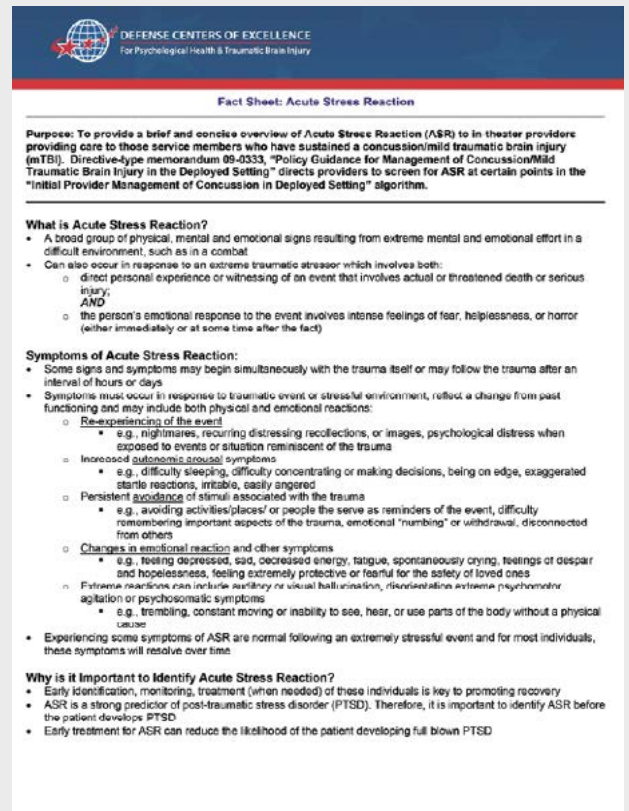 DEFENSE CENTERS OF EXCELLENCE
For Psychological Health & Traumatic Brain Injury
Fact Sheet: Acute Stress Reaction
Purpose: To provide a brief and concise overview of Acute Stress Reaction (ASR) to in theater providers
providing care to those service members who have sustained a concussion/mild traumatic brain injury
(mTBI). Directive-type memorandum 09-0333, "Policy Guidance for Management of Concussion/Mild
Traumatic Brain Injury in the Deployed Setting" directs providers to screen for ASR at certain points in the
"Initial Provider Management of Concussion in Deployed Setting" algorithm.
What is Acute Stress Reaction?
• A broad group of physical, mental and emotional signs resulting from extreme mental and emotional effort in a
difficult environment, such as in a combat
• Can also occur in response to an extreme traumatic stressor which involves both:
o direct personal experience or witnessing of an event that involves actual or threatened death or serious
injury;
AND
o the person's emotional response to the event involves intense feelings of fear, helplessness, or horror
(either immediately or at some time after the fact)
Symptoms of Acute Stress Reaction:
• Some signs and symptoms may begin simultaneously with the trauma itself or may follow the trauma after an
interval of hours or days
• Symptoms must occur in response to traumatic event or stressful environment, reflect a change from past
functioning and may include both physical and emotional reactions:
o Re-experiencing of the event
▪ e.g., nightmares, recurring distressing recollections, or images, psychological distress when
exposed to events or situation reminiscent of the trauma
o Increased autonomic arousal symptoms
▪ e.g., difficulty sleeping, difficulty concentrating or making decisions, being on edge, exaggerated
startle reactions, irritable, easily angered
o Persistent avoidance of stimuli associated with the trauma
▪ e.g., avoiding activities/places/ or people the serve as reminders of the event, difficulty
remembering important aspects of the trauma, emotional "numbing" or withdrawal, disconnected
from others
o Changes in emotional reaction and other symptoms
▪ e.g., feeling depressed, sad, decreased energy, fatigue, spontaneously crying, feelings of despair
and hopelessness, feeling extremely protective or fearful for the safety of loved ones
o Extreme reactions can include auditory or visual hallucination, disorientation extreme psychomotor
agitation or psychosomatic symptoms
▪ e.g., trembling, constant moving or inability to see, hear, or use parts of the body without a physical
cause
• Experiencing some symptoms of ASR are normal following an extremely stressful event and for most individuals,
these symptoms will resolve over time
Why is it Important to Identify Acute Stress Reaction?
• Early identification, monitoring, treatment (when needed) of these individuals is key to promoting recovery
• ASR is a strong predictor of post-traumatic stress disorder (PTSD). Therefore, it is important to identify ASR before
the patient develops PTSD
• Early treatment for ASR can reduce the likelihood of the patient developing full blown PTSD